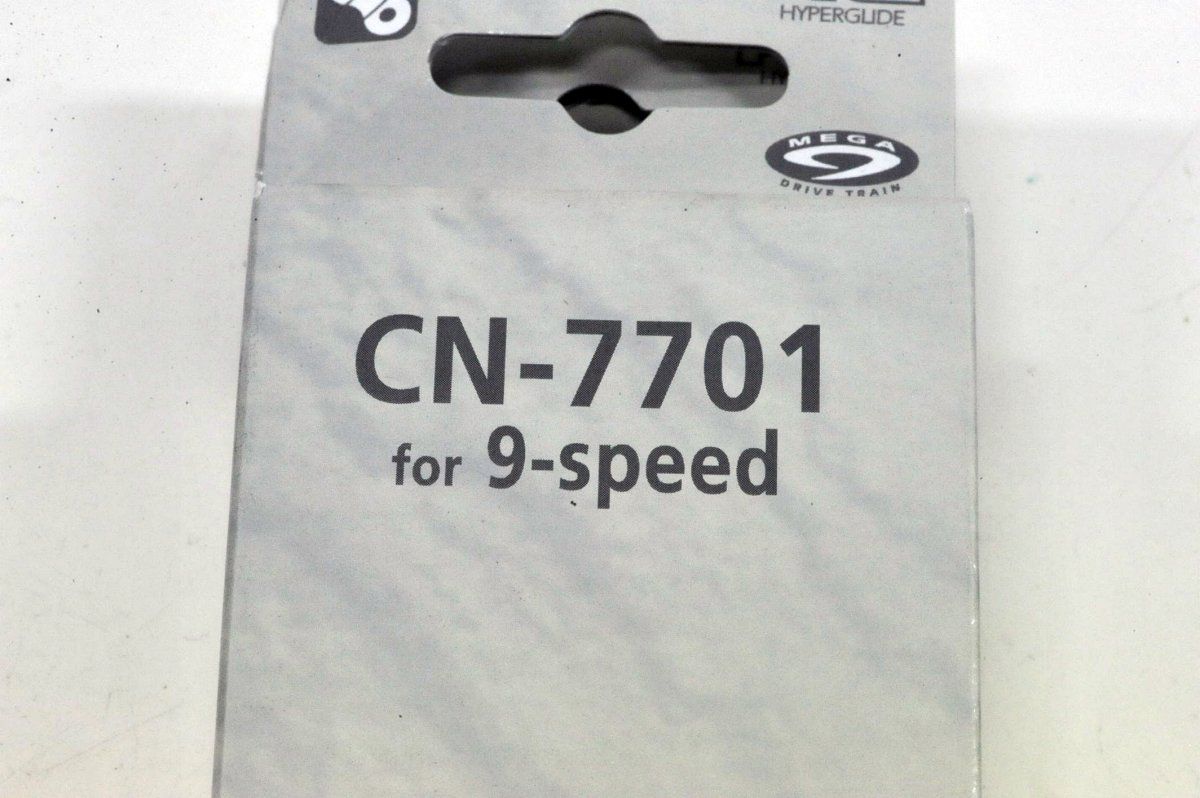 HYPERGLIDE
MEGA
9
DRIVE TRAIN
CN-7701
for 9-speed